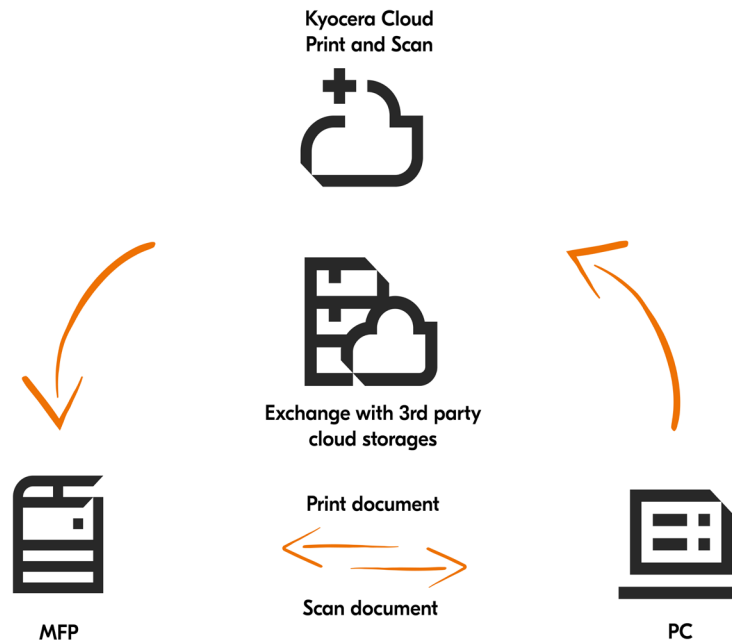 Kyocera Cloud
Print and Scan
Exchange with 3rd party
cloud storages
Print document
Scan document
MFP
PC